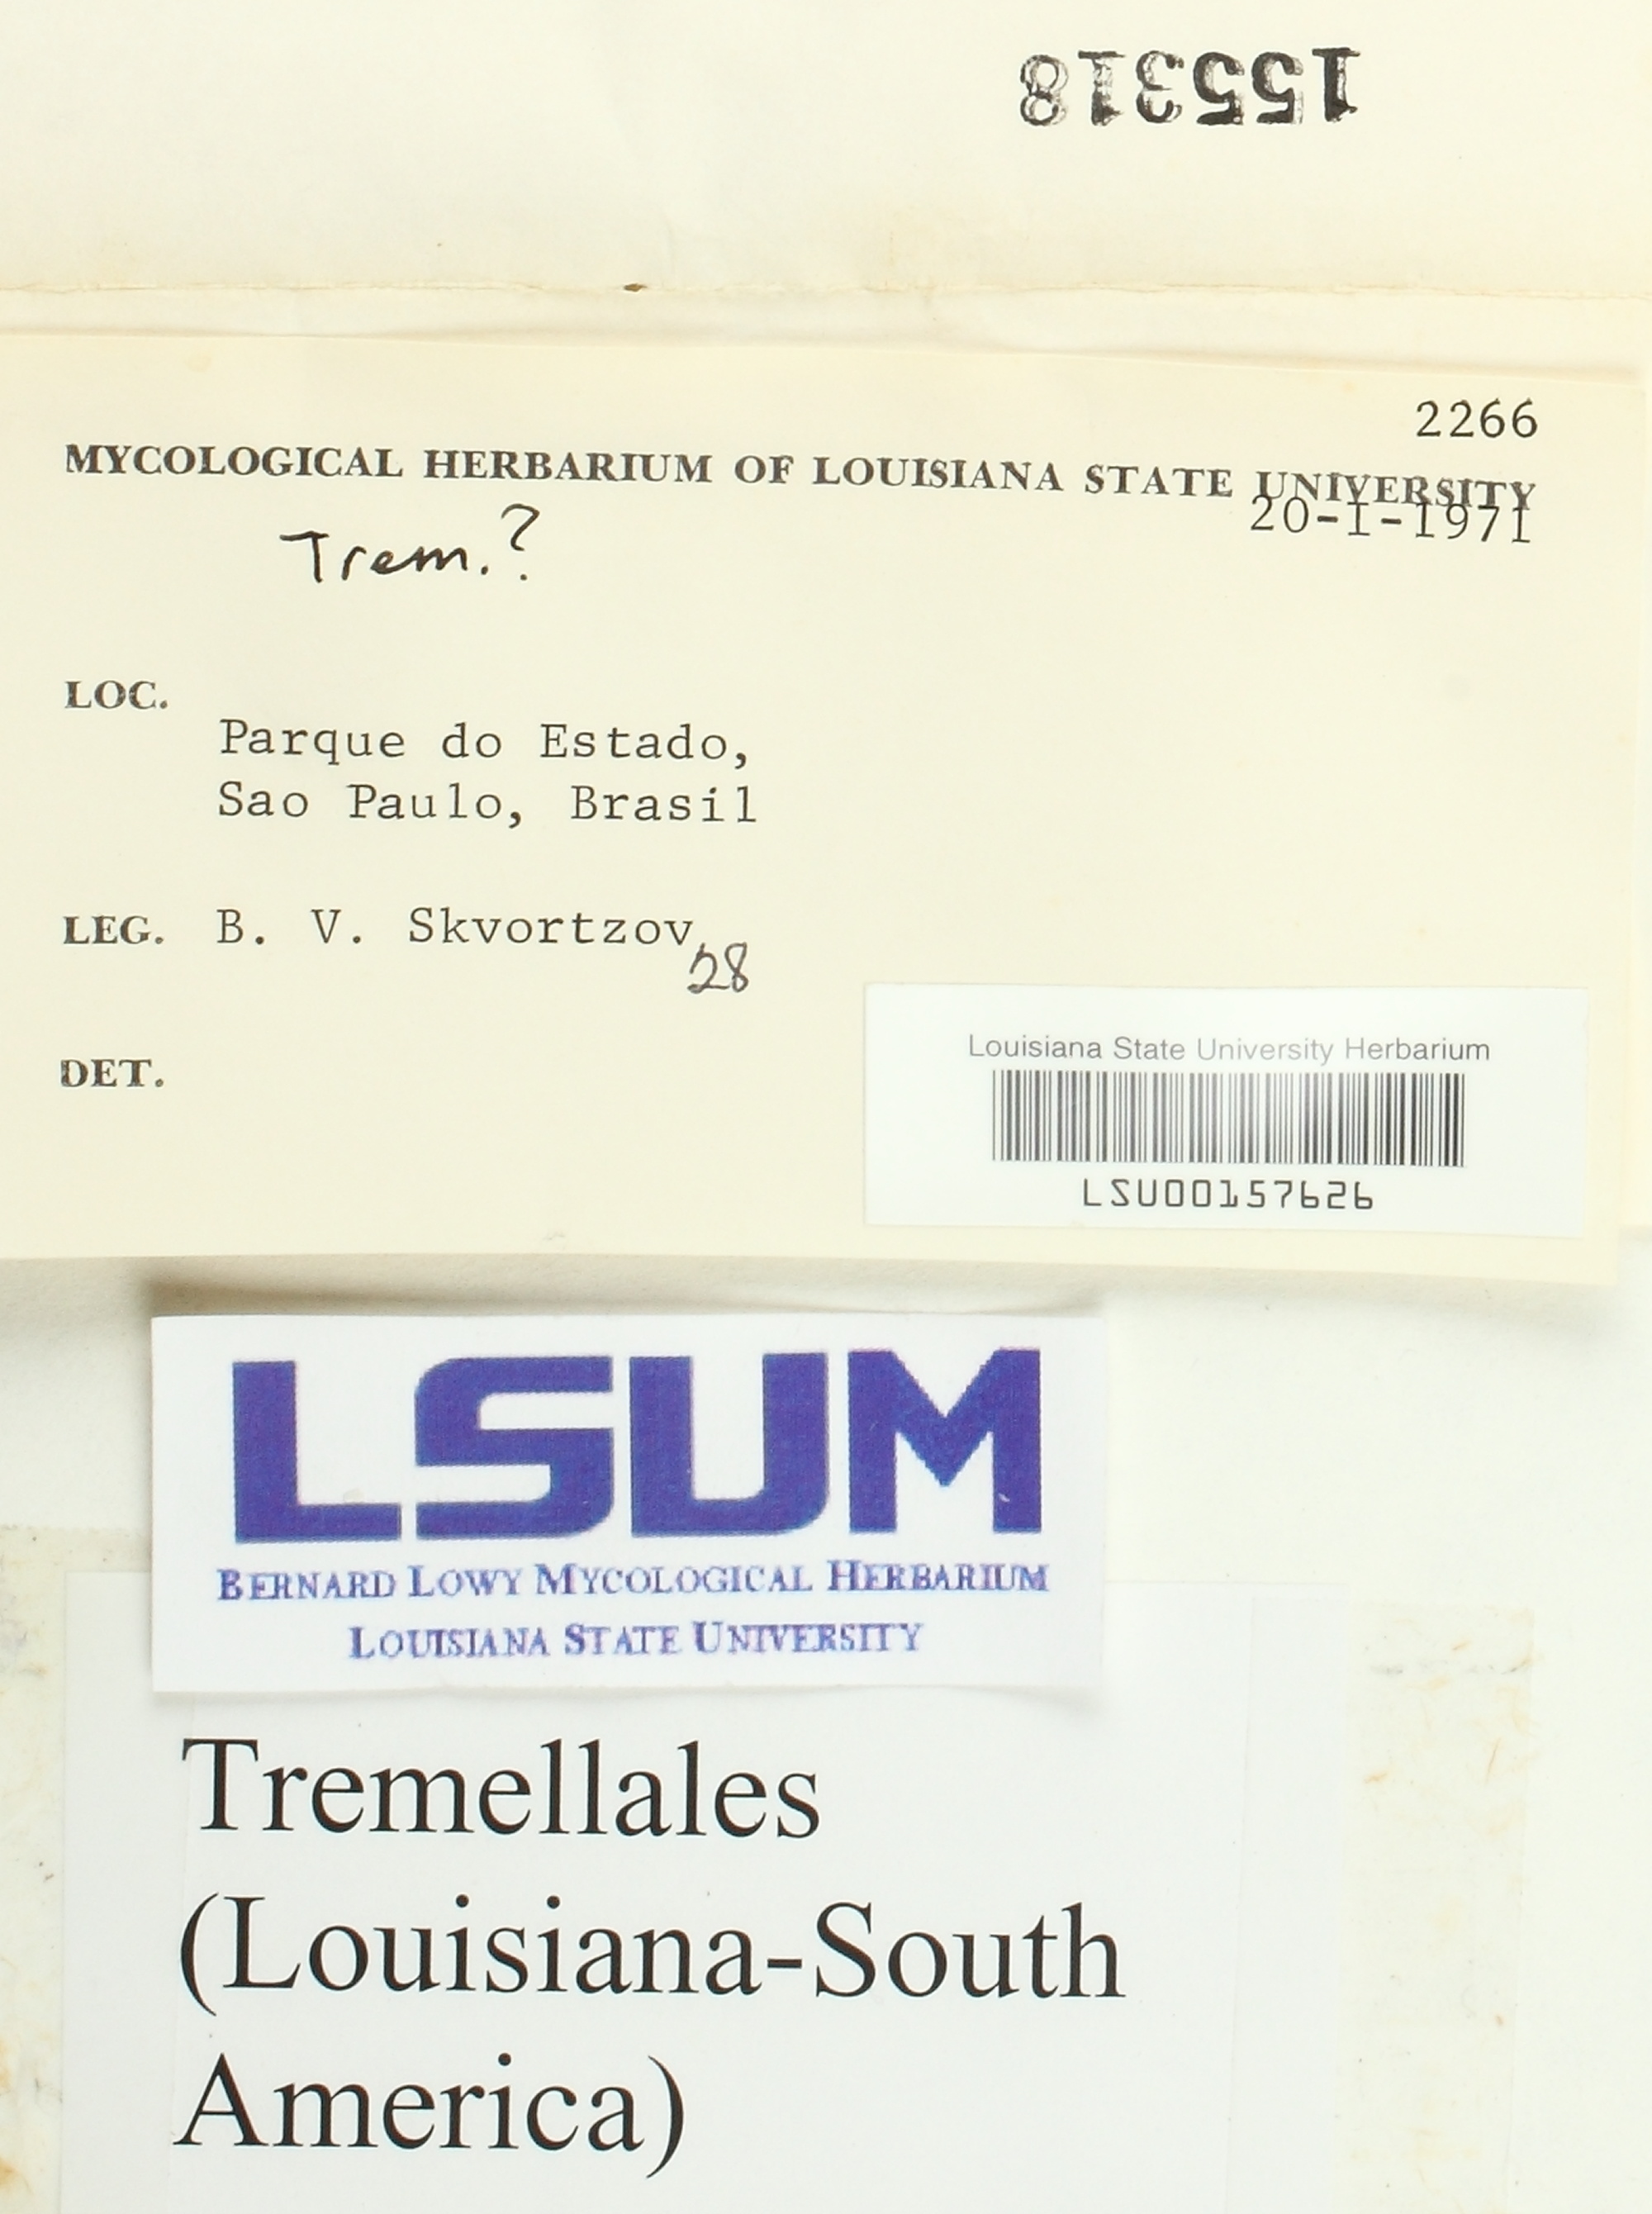 155318
2266
MYCOLOGICAL HERBARIUM OF LOUISIANA STATE UNIVERSITY
20-I-1971
Trem.?
LOC.
Parque do Estado,
Sao Paulo, Brasil
LEG. B. V. Skvortzov
28
DET.
Louisiana State University Herbarium
LSU00157626
LSUM
BERNARD LOWY MYCOLOGICAL HERBARIUM
LOUISIANA STATE UNIVERSITY
Tremellales
(Louisiana-South
America)